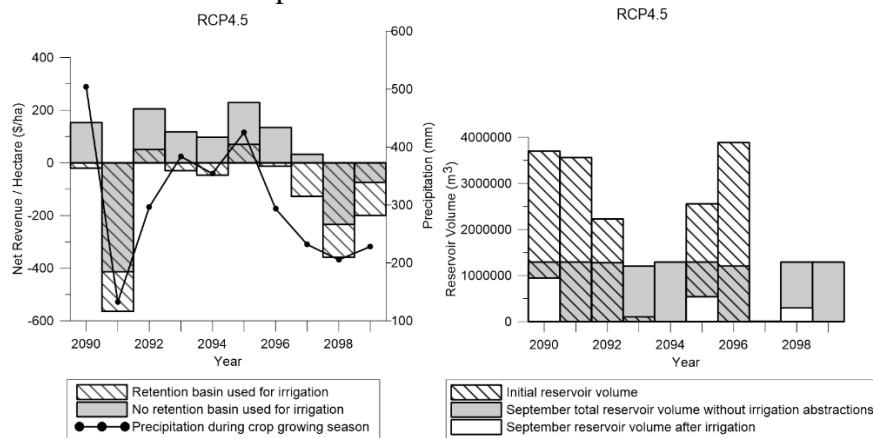 RCP4.5
400
200
0
-200
-400
-600
Net Revenue / Hectare ($/ha)
600
500
400
300
200
100
Precipitation (mm)
2090 2092 2094 2096 2098
Year
Retention basin used for irrigation
No retention basin used for irrigation
Precipitation during crop growing season
RCP4.5
4000000
3000000
2000000
1000000
0
Reservoir Volume (m³)
2090 2092 2094 2096 2098
Year
Initial reservoir volume
September total reservoir volume without irrigation abstractions
September reservoir volume after irrigation